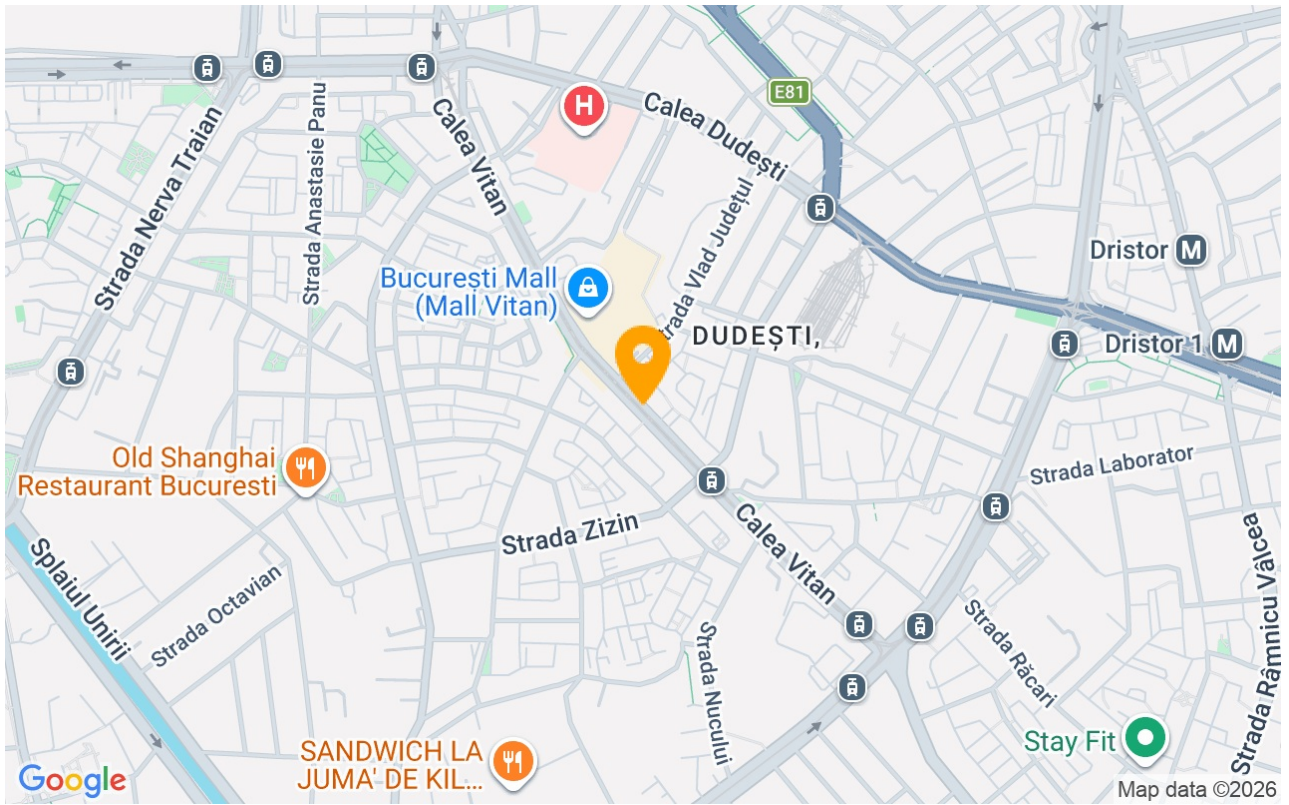 E81
Calea Dudești
Calea Vitan
Strada Anastasie Panu
Strada Nerva Traian
H
Strada Vlad Județul
Dristor M
București Mall
(Mall Vitan)
DUDEȘTI,
Dristor 1 M
Old Shanghai
Restaurant Bucuresti
Strada Laborator
Strada Zizin
Calea Vitan
Splaiul Unirii
Strada Octavian
Strada Nucului
Strada Răcari
Strada Râmnicu Vâlcea
SANDWICH LA
JUMA' DE KIL...
Stay Fit
Google
Map data ©2026